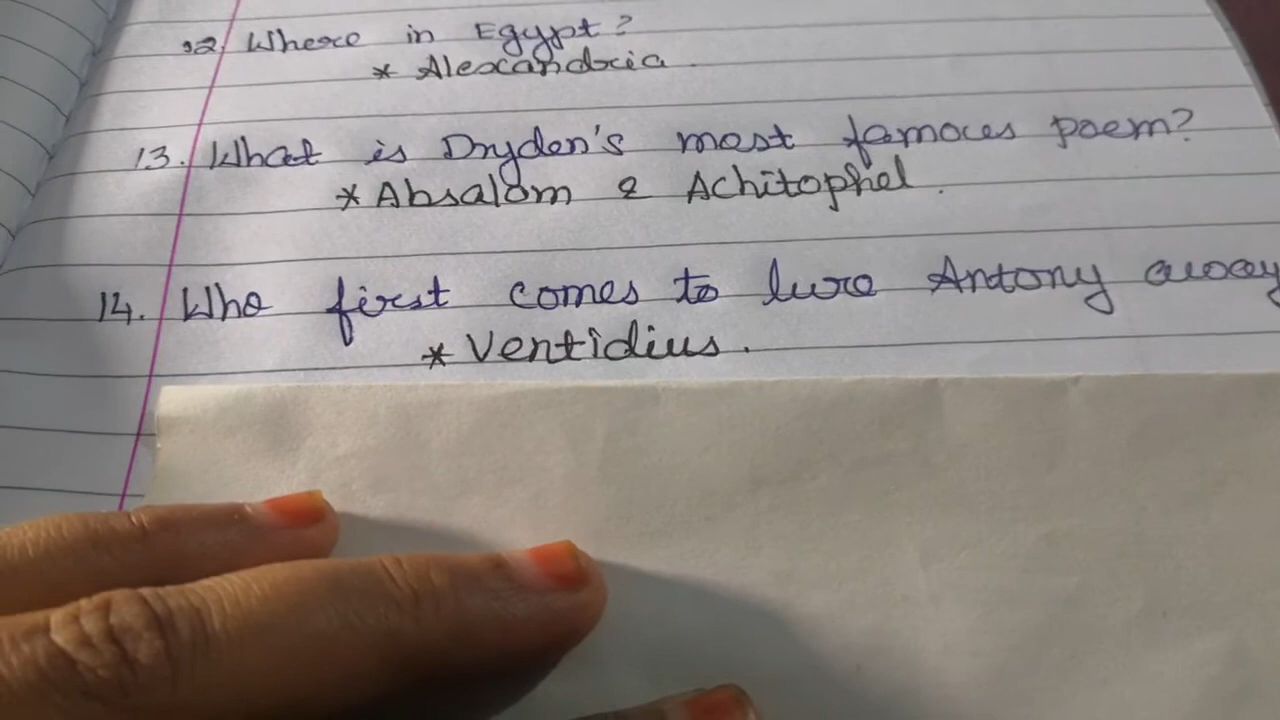 12. Where in Egypt?
* Alexandria.
13. What is Dryden's most famous poem?
* Absalom & Achitophel.
14. Who first comes to lure Antony away
* Ventidius.